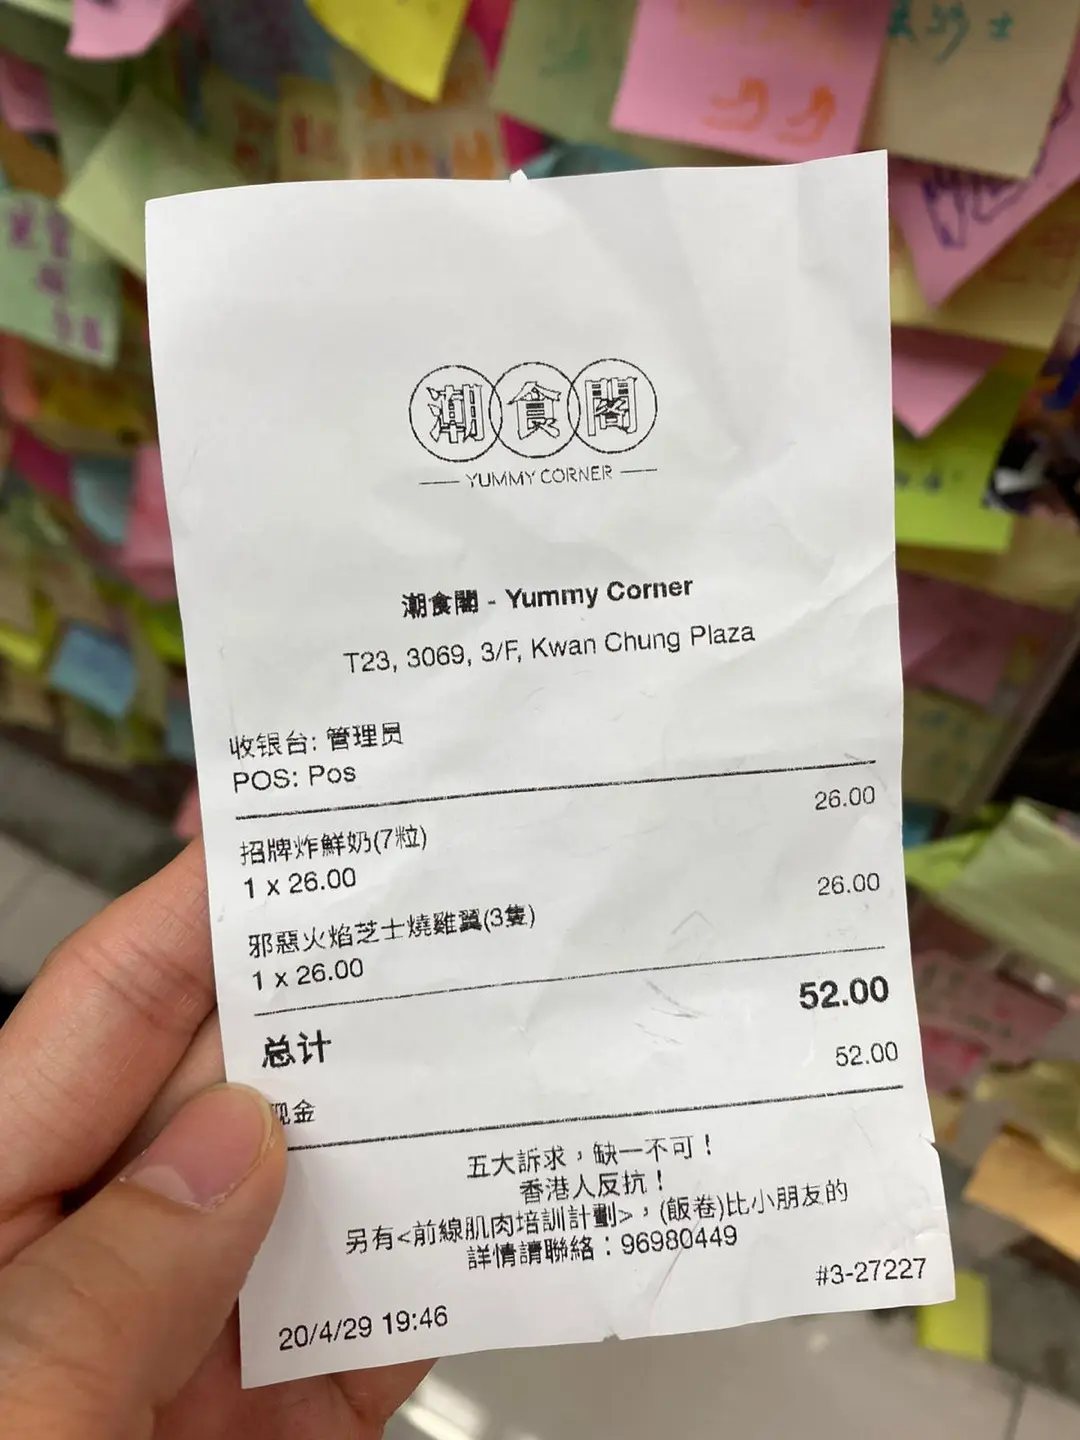 潮食閣
YUMMY CORNER
潮食閣 - Yummy Corner
T23, 3069, 3/F, Kwan Chung Plaza
收银台: 管理员
POS: Pos
26.00
招牌炸鮮奶(7粒)
1 x 26.00
26.00
邪惡火焰芝士燒雞翼(3隻)
1 x 26.00
52.00
总计
52.00
现金
五大訴求，缺一不可！
香港人反抗！
另有<前線肌肉培訓計劃>，(飯卷)比小朋友的
詳情請聯絡：96980449
#3-27227
20/4/29 19:46